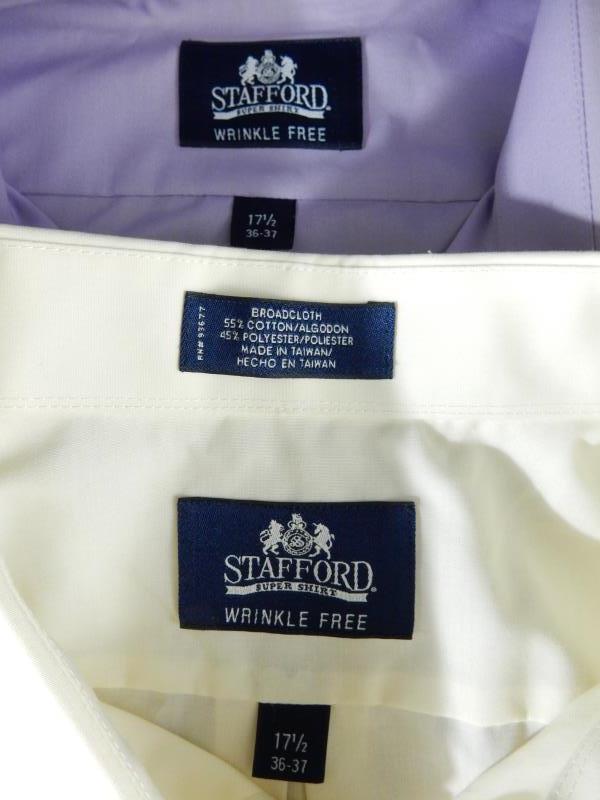 STAFFORD
SUPER SHIRT
WRINKLE FREE
17½
36-37
RN# 93677
BROADCLOTH
55% COTTON/ALGODON
45% POLYESTER/POLIESTER
MADE IN TAIWAN/
HECHO EN TAIWAN
STAFFORD®
SUPER SHIRT
WRINKLE FREE
17½
36-37